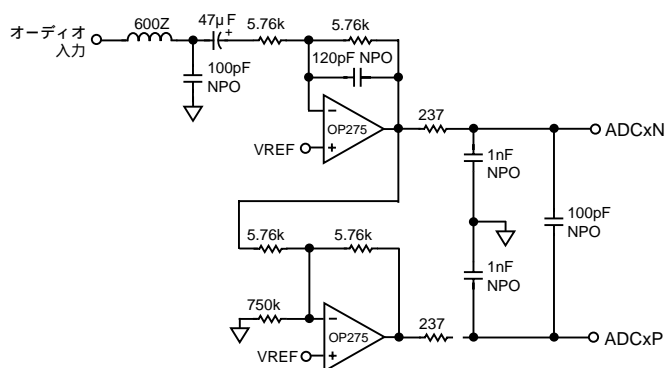 オーディオ
入力
600Z
47µF
+
5.76k
5.76k
120pF NPO
100pF
NPO
OP275
−
+
VREF
237
ADCxN
1nF
NPO
100pF
NPO
1nF
NPO
5.76k
5.76k
750k
OP275
−
+
VREF
237
ADCxP